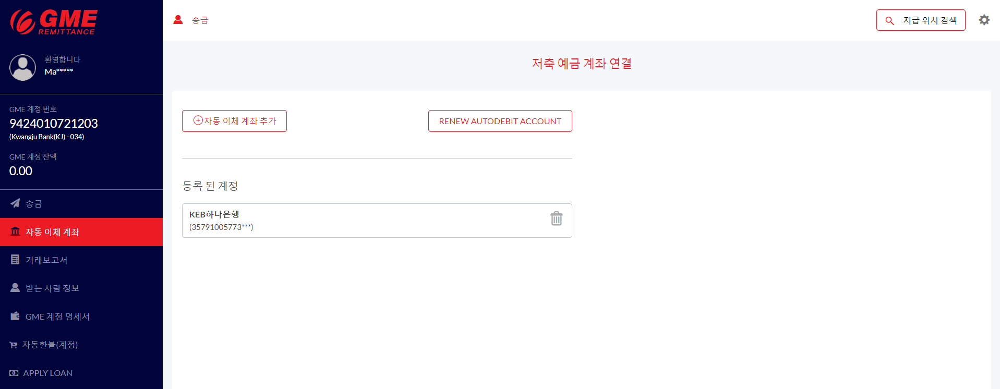 GME
REMITTANCE
환영합니다
Ma*****
GME 계정 번호
9424010721203
(Kwangju Bank(KJ) - 034)
GME 계정 잔액
0.00
송금
자동 이체 계좌
거래보고서
받는 사람 정보
GME 계정 명세서
자동환불(계정)
APPLY LOAN
송금
지급 위치 검색
저축 예금 계좌 연결
자동 이체 계좌 추가
RENEW AUTODEBIT ACCOUNT
등록 된 계정
KEB하나은행
(35791005773***)